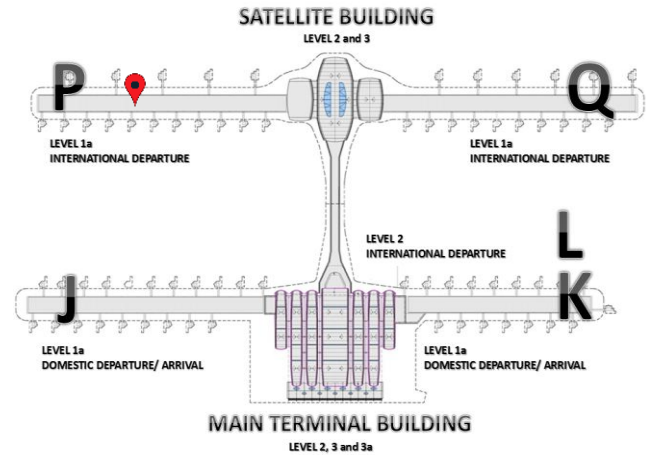 SATELLITE BUILDING
LEVEL 2 and 3
P
Q
LEVEL 1a
INTERNATIONAL DEPARTURE
LEVEL 1a
INTERNATIONAL DEPARTURE
LEVEL 2
INTERNATIONAL DEPARTURE
L
J
K
LEVEL 1a
DOMESTIC DEPARTURE/ ARRIVAL
LEVEL 1a
DOMESTIC DEPARTURE/ ARRIVAL
MAIN TERMINAL BUILDING
LEVEL 2, 3 and 3a